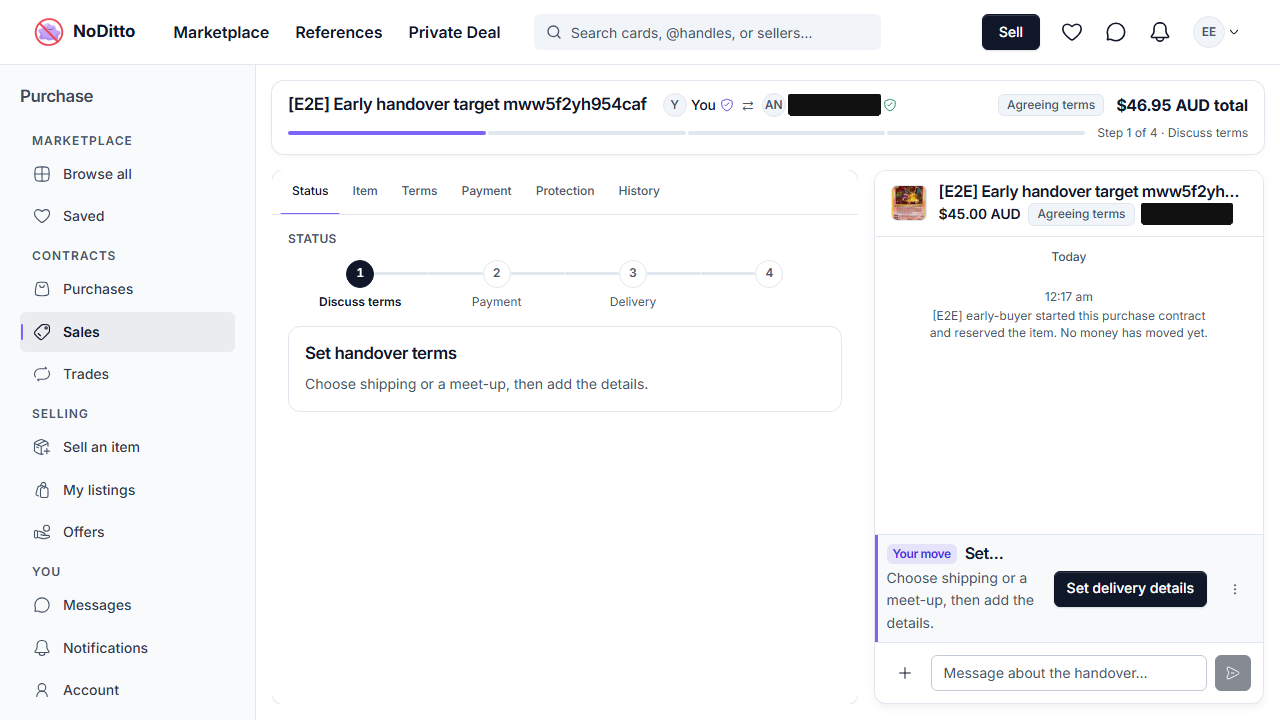 NoDitto
Marketplace
References
Private Deal
Search cards, @handles, or sellers...
Sell
EE
Purchase
MARKETPLACE
Browse all
Saved
CONTRACTS
Purchases
Sales
Trades
SELLING
Sell an item
My listings
Offers
YOU
Messages
Notifications
Account
[E2E] Early handover target mww5f2yh954caf
Y You
AN
Agreeing terms
$46.95 AUD total
Step 1 of 4 · Discuss terms
Status
Item
Terms
Payment
Protection
History
STATUS
1
2
3
4
Discuss terms
Payment
Delivery
Set handover terms
Choose shipping or a meet-up, then add the details.
[E2E] Early handover target mww5f2yh...
$45.00 AUD
Agreeing terms
Today
12:17 am
[E2E] early-buyer started this purchase contract
and reserved the item. No money has moved yet.
Your move
Set...
Choose shipping or a
meet-up, then add the
details.
Set delivery details
Message about the handover...